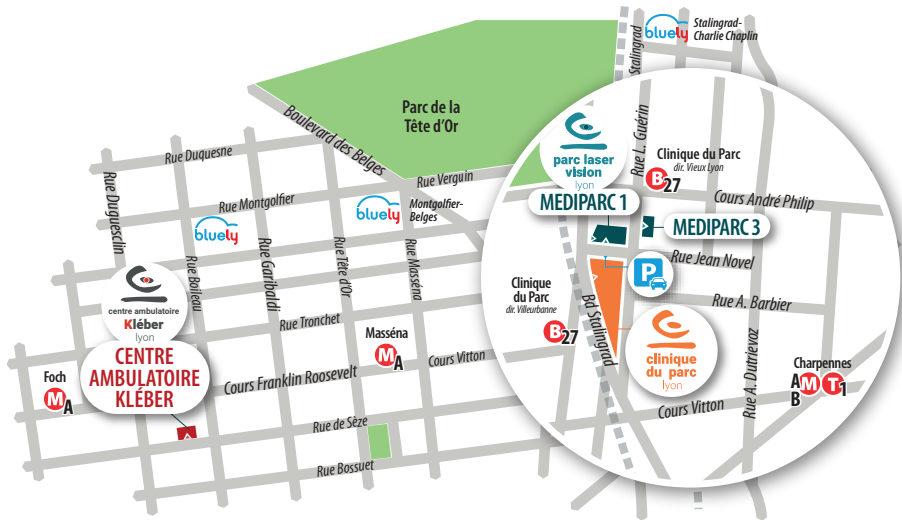 bluely
Stalingrad-
Charlie Chaplin
Stalingrad
Parc de la
Tête d'Or
Boulevard des Belges
Rue Duquesne
Rue Verguin
Rue Montgolfier
bluely
Montgolfier-
Belges
bluely
Rue Duguesclin
Rue Boileau
Rue Garibaldi
Rue Tête d'Or
Rue Masséna
Rue Tronchet
centre ambulatoire
Kléber
lyon
CENTRE
AMBULATOIRE
KLÉBER
Foch
M A
Masséna
M A
Cours Vitton
Cours Franklin Roosevelt
Rue de Sèze
Rue Bossuet
parc laser
vision
lyon
Rue L. Guérin
Clinique du Parc
dir. Vieux Lyon
B 27
Cours André Philip
MEDIPARC 1
MEDIPARC 3
Rue Jean Novel
P
Clinique
du Parc
dir. Villeurbanne
B 27
Bd Stalingrad
Rue A. Barbier
clinique
du parc
lyon
Rue A. Dutrievoz
Charpennes
A M T 1
B
Cours Vitton